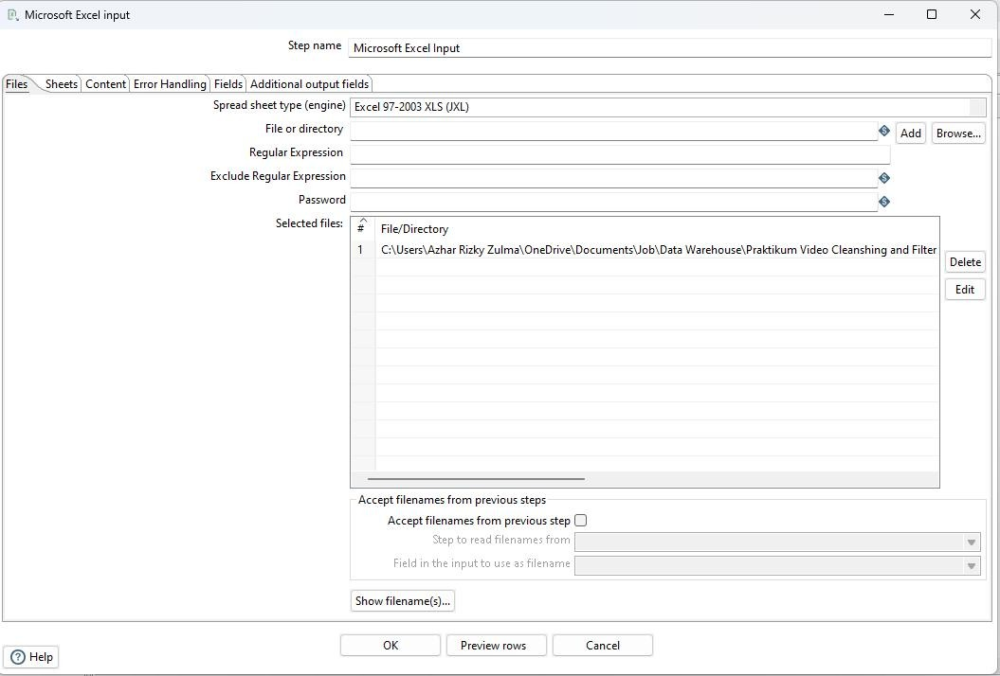 Microsoft Excel input
Step name Microsoft Excel Input
Files Sheets Content Error Handling Fields Additional output fields
Spread sheet type (engine) Excel 97-2003 XLS (JXL)
File or directory Add Browse...
Regular Expression
Exclude Regular Expression
Password
Selected files: # File/Directory
1 C:\Users\Azhar Rizky Zulma\OneDrive\Documents\Job\Data Warehouse\Praktikum Video Cleanshing and Filter
Delete
Edit
Accept filenames from previous steps
Accept filenames from previous step
Step to read filenames from
Field in the input to use as filename
Show filename(s)...
OK Preview rows Cancel
Help